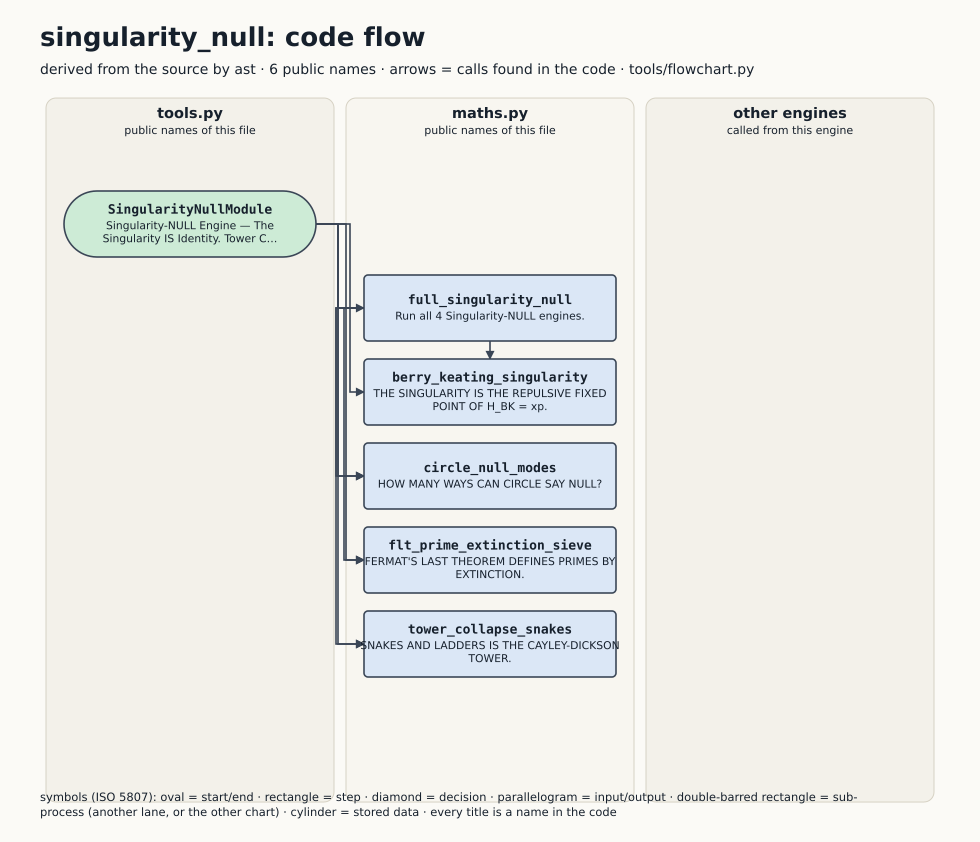 singularity_null: code flow
derived from the source by ast · 6 public names · arrows = calls found in the code · tools/flowchart.py
tools.py
public names of this file
maths.py
public names of this file
other engines
called from this engine
SingularityNullModule
Singularity-NULL Engine — The
Singularity IS Identity. Tower C…
full_singularity_null
Run all 4 Singularity-NULL engines.
berry_keating_singularity
THE SINGULARITY IS THE REPULSIVE FIXED
POINT OF H_BK = xp.
circle_null_modes
HOW MANY WAYS CAN CIRCLE SAY NULL?
flt_prime_extinction_sieve
FERMAT'S LAST THEOREM DEFINES PRIMES BY
EXTINCTION.
tower_collapse_snakes
SNAKES AND LADDERS IS THE CAYLEY-DICKSON
TOWER.
symbols (ISO 5807): oval = start/end · rectangle = step · diamond = decision · parallelogram = input/output · double-barred rectangle = sub-
process (another lane, or the other chart) · cylinder = stored data · every title is a name in the code